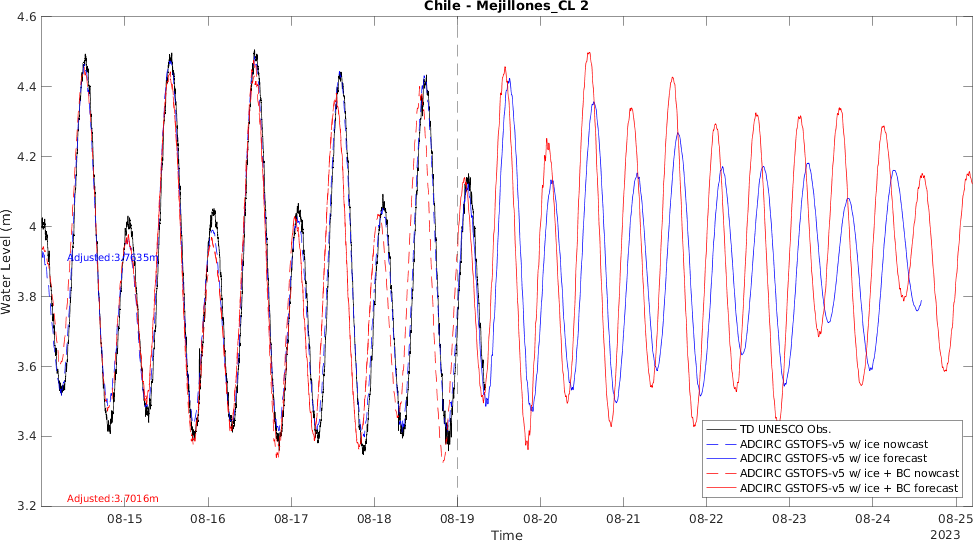 Chile - Mejillones_CL 2
4.6
4.4
4.2
4
3.8
3.6
3.4
3.2
Water Level (m)
Adjusted:3.7635m
Adjusted:3.7016m
TD UNESCO Obs.
ADCIRC GSTOFS-v5 w/ ice nowcast
ADCIRC GSTOFS-v5 w/ ice forecast
ADCIRC GSTOFS-v5 w/ ice + BC nowcast
ADCIRC GSTOFS-v5 w/ ice + BC forecast
08-15 08-16 08-17 08-18 08-19 08-20 08-21 08-22 08-23 08-24 08-25
Time
2023